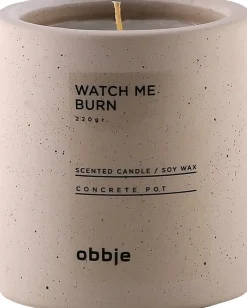 WATCH ME
BURN
220gr.
SCENTED CANDLE / SOY WAX
CONCRETE POT
obbje